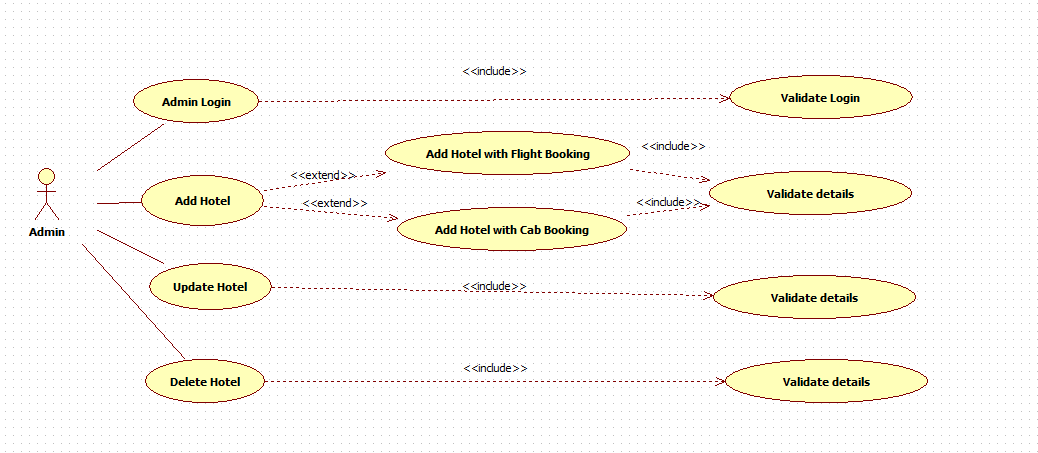 <<include>>
Admin Login
Validate Login
Add Hotel with Flight Booking
<<include>>
<<extend>>
Add Hotel
Validate details
<<extend>>
<<include>>
Add Hotel with Cab Booking
Admin
Update Hotel
<<include>>
Validate details
<<include>>
Delete Hotel
Validate details